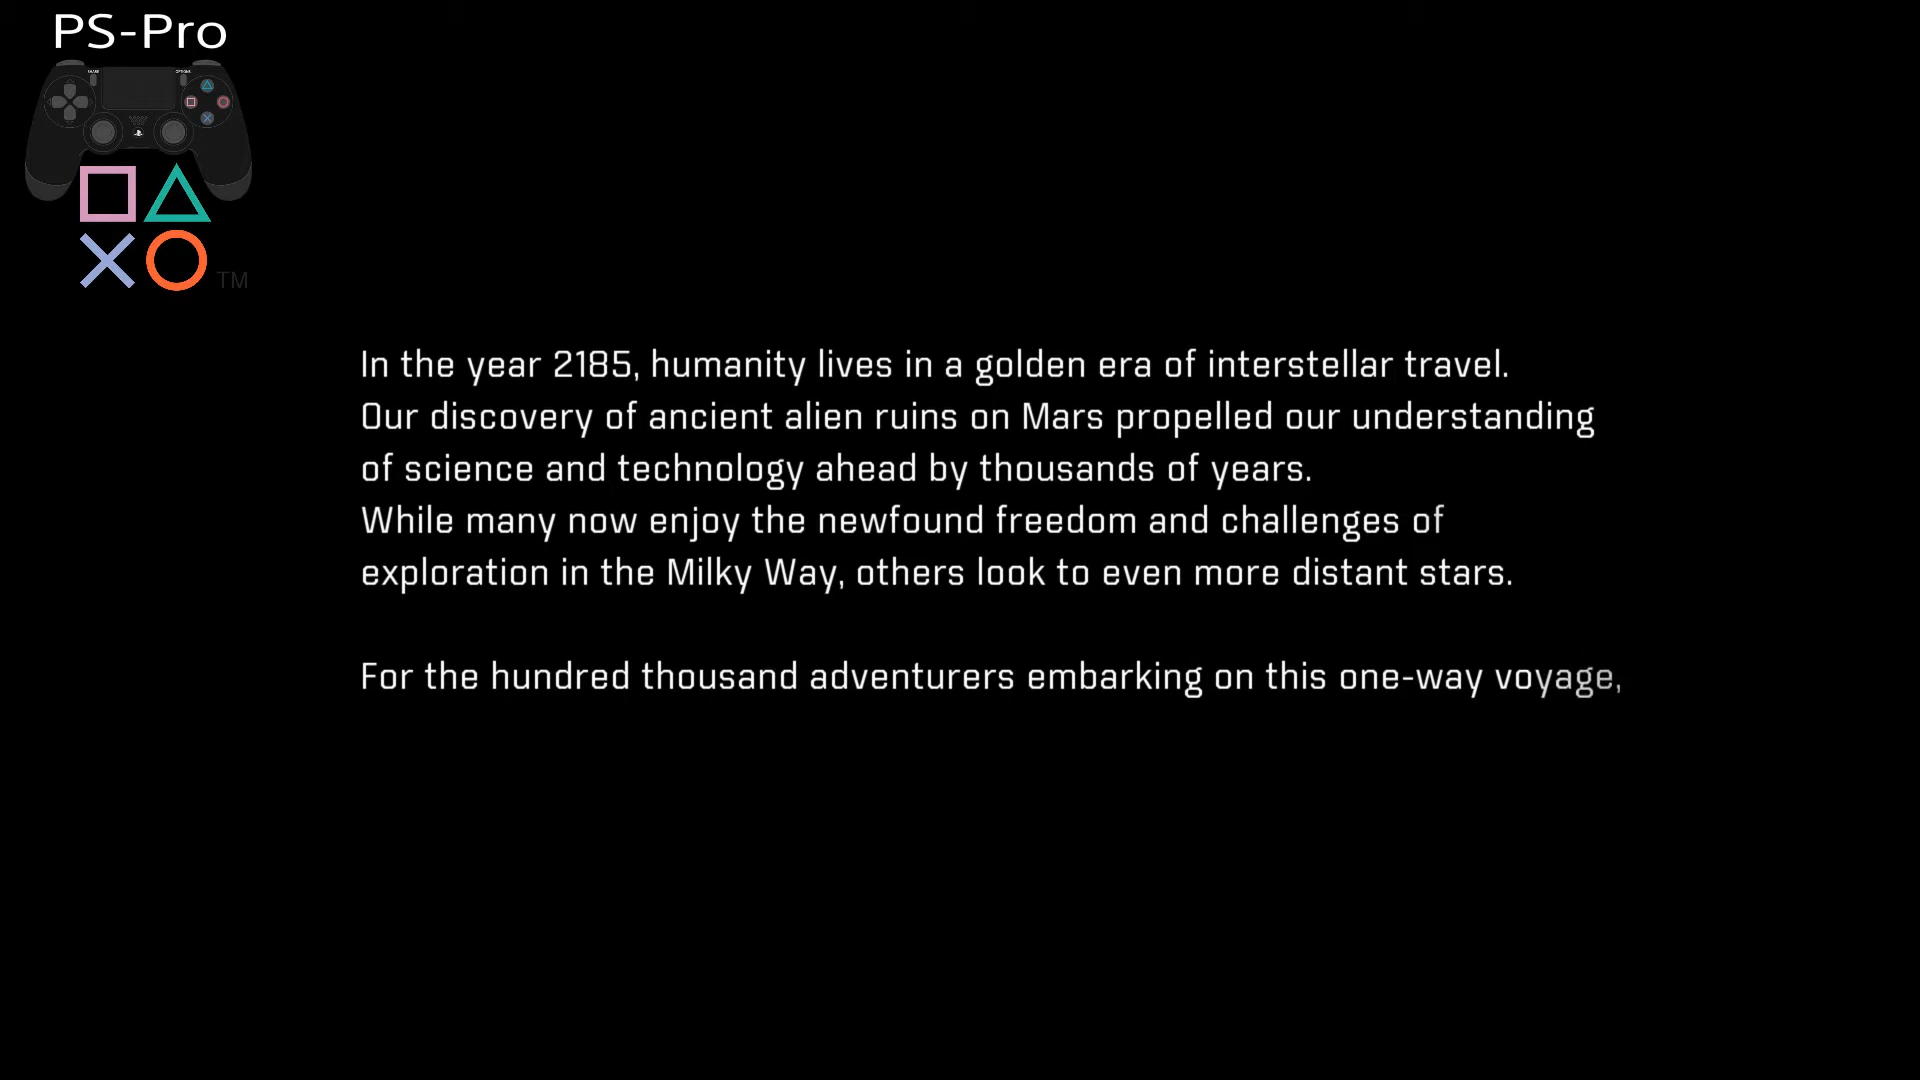 PS-Pro
SHARE
OPTIONS
TM
In the year 2185, humanity lives in a golden era of interstellar travel.
Our discovery of ancient alien ruins on Mars propelled our understanding
of science and technology ahead by thousands of years.
While many now enjoy the newfound freedom and challenges of
exploration in the Milky Way, others look to even more distant stars.
For the hundred thousand adventurers embarking on this one-way voyage,